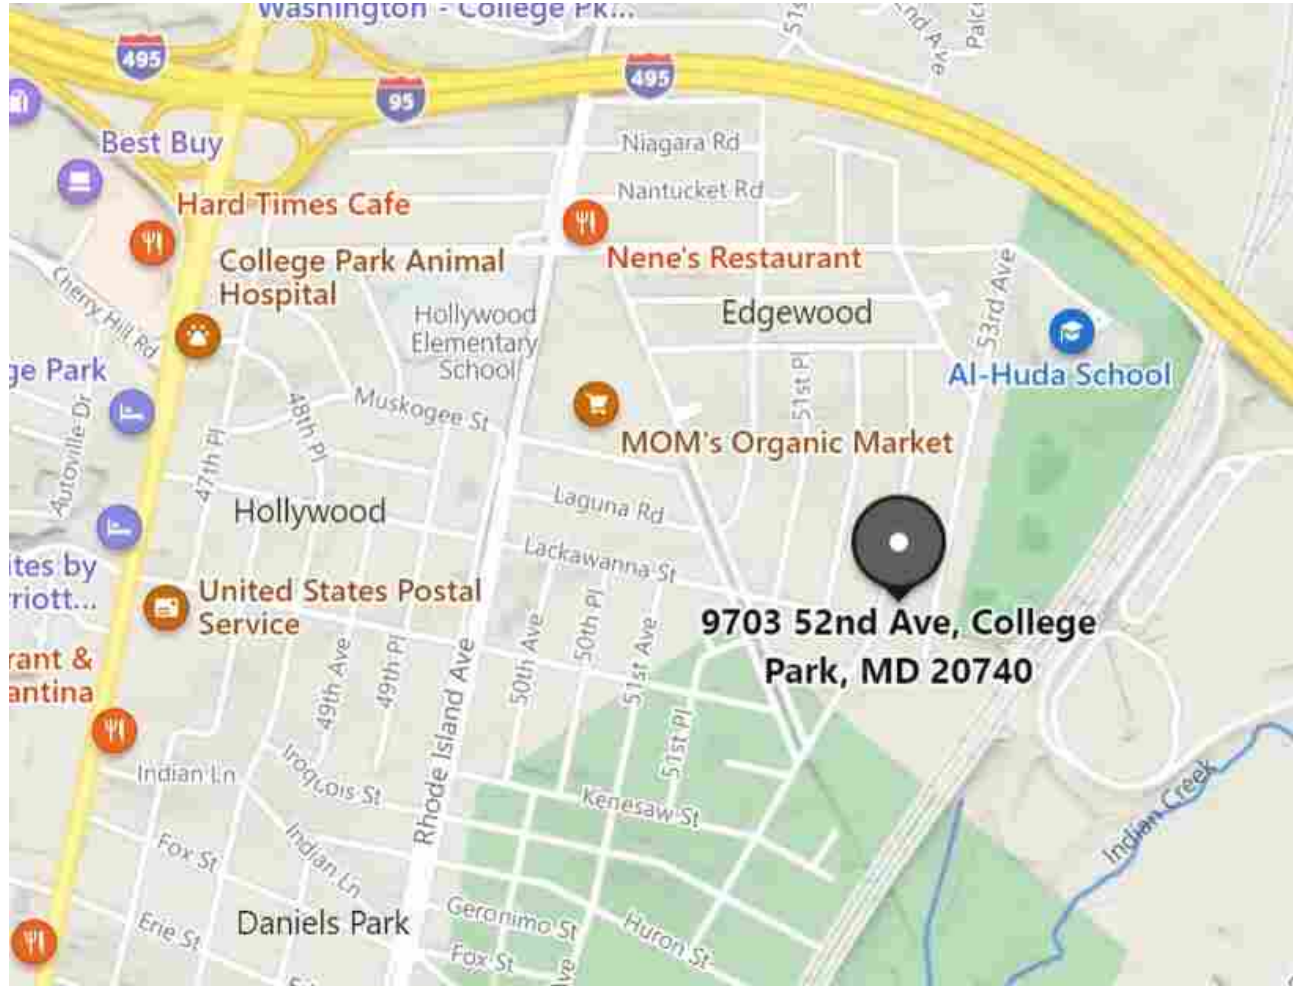 Washington - College Pk...
51s
2nd Ave
Palco
495
95
495
Best Buy
Niagara Rd
Nantucket Rd
Hard Times Cafe
College Park Animal
Hospital
Nene's Restaurant
Cherry Hill Rd
Hollywood
Elementary
School
Edgewood
53rd Ave
Al-Huda School
ge Park
Autoville Dr
47th Pl
48th Pl
Muskogee St
51st P
MOM's Organic Market
Hollywood
Laguna Rd
Lackawanna St
ites by
riott...
United States Postal
Service
9703 52nd Ave, College
Park, MD 20740
rant &
antina
49th Ave
49th Pl
Rhode Island Ave
50th Ave
50th Pl
51st Ave
51st Pl
Indian Ln
Iroquois St
Kenesaw St
Indian Creek
Fox St
Indian Ln
Erie St
Daniels Park
Geronimo St
Huron St
Fox St
Ave